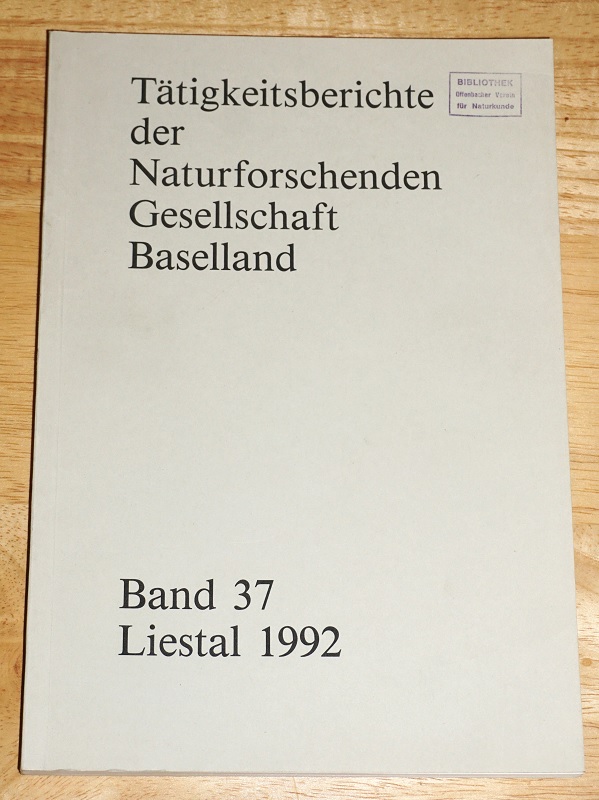 Tätigkeitsberichte
der
Naturforschenden
Gesellschaft
Baselland
BIBLIOTHEK
Offenbacher Verein
für Naturkunde
Band 37
Liestal 1992